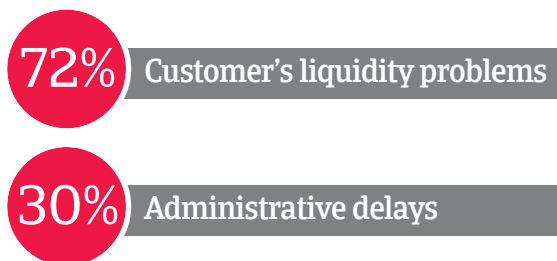 72% Customer’s liquidity problems
30% Administrative delays